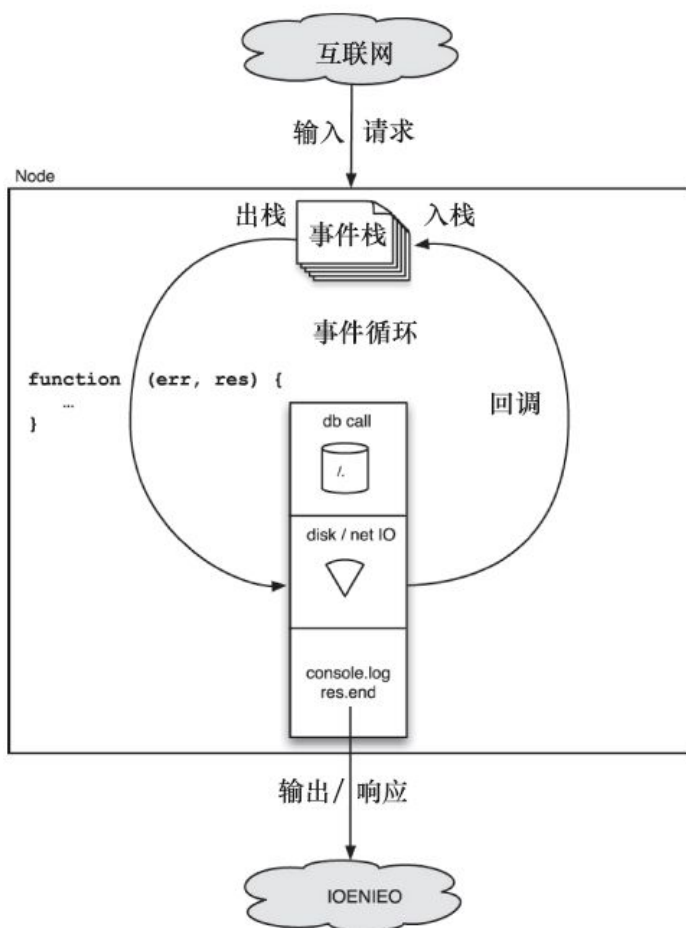 互联网
输入 请求
Node
出栈 事件栈 入栈
事件循环
function (err, res) {
…
}
回调
db call
/.
disk / net IO
console.log
res.end
输出/ 响应
IOENIEO